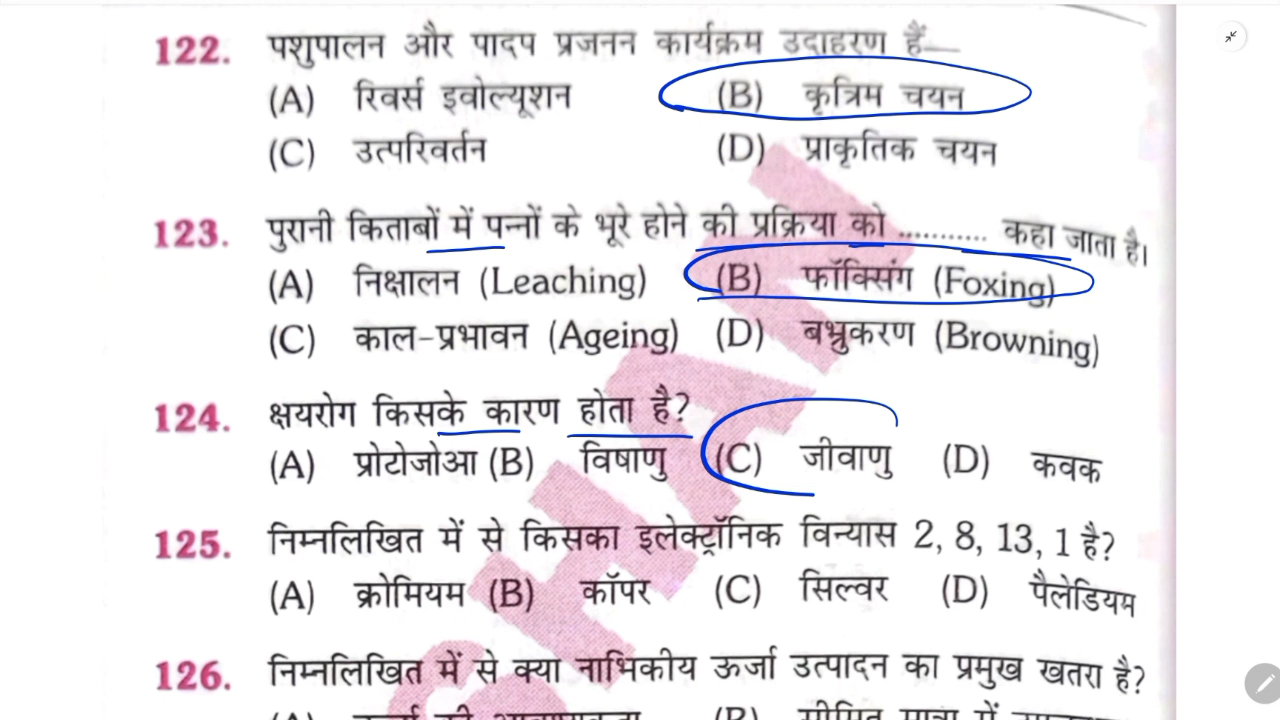 122. पशुपालन और पादप प्रजनन कार्यक्रम उदाहरण हैं—
(A) रिवर्स इवोल्यूशन (B) कृत्रिम चयन
(C) उत्परिवर्तन (D) प्राकृतिक चयन
123. पुरानी किताबों में पन्नों के भूरे होने की प्रक्रिया को ........... कहा जाता है।
(A) निक्षालन (Leaching) (B) फॉक्सिंग (Foxing)
(C) काल-प्रभावन (Ageing) (D) बभ्रुकरण (Browning)
124. क्षयरोग किसके कारण होता है?
(A) प्रोटोजोआ (B) विषाणु (C) जीवाणु (D) कवक
125. निम्नलिखित में से किसका इलेक्ट्रॉनिक विन्यास 2, 8, 13, 1 है?
(A) क्रोमियम (B) कॉपर (C) सिल्वर (D) पैलेडियम
126. निम्नलिखित में से क्या नाभिकीय ऊर्जा उत्पादन का प्रमुख खतरा है?